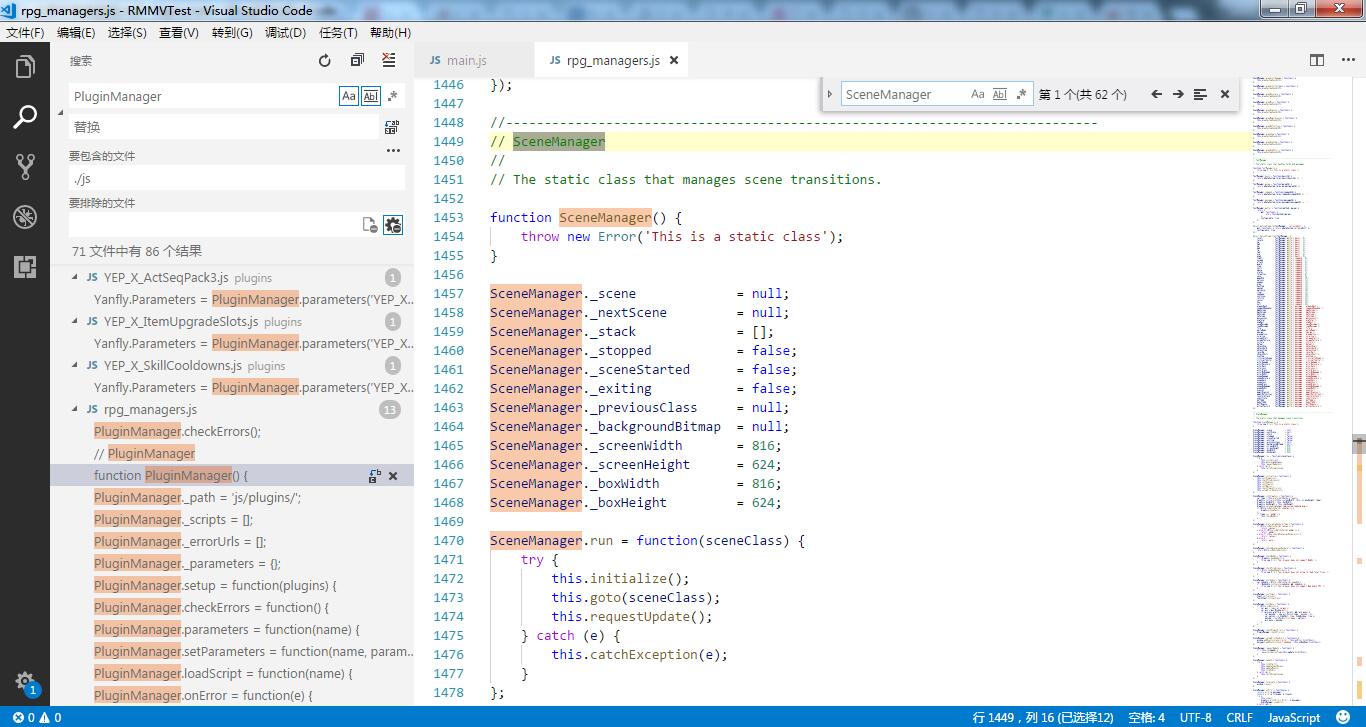 rpg_managers.js - RMMVTest - Visual Studio Code
文件(F) 编辑(E) 选择(S) 查看(V) 转到(G) 调试(D) 任务(T) 帮助(H)
搜索
PluginManager Aa Abl .*
替换
要包含的文件 ...
./js
要排除的文件
71 文件中有 86 个结果
JS YEP_X_ActSeqPack3.js plugins 1
Yanfly.Parameters = PluginManager.parameters('YEP_X...
JS YEP_X_ItemUpgradeSlots.js plugins 1
Yanfly.Parameters = PluginManager.parameters('YEP_X...
JS YEP_X_SkillCooldowns.js plugins 1
Yanfly.Parameters = PluginManager.parameters('YEP_X...
JS rpg_managers.js 13
PluginManager.checkErrors();
// PluginManager
function PluginManager() {
PluginManager._path = 'js/plugins/';
PluginManager._scripts = [];
PluginManager._errorUrls = [];
PluginManager._parameters = {};
PluginManager.setup = function(plugins) {
PluginManager.checkErrors = function() {
PluginManager.parameters = function(name) {
PluginManager.setParameters = function(name, param...
PluginManager.loadScript = function(name) {
PluginManager.onError = function(e) {
1
JS main.js JS rpg_managers.js
SceneManager Aa Abl .* 第 1 个(共 62 个)
1446 });
1447
1448 //-----------------------------------------------------------------------------
1449 // SceneManager
1450 //
1451 // The static class that manages scene transitions.
1452
1453 function SceneManager() {
1454 throw new Error('This is a static class');
1455 }
1456
1457 SceneManager._scene = null;
1458 SceneManager._nextScene = null;
1459 SceneManager._stack = [];
1460 SceneManager._stopped = false;
1461 SceneManager._sceneStarted = false;
1462 SceneManager._exiting = false;
1463 SceneManager._previousClass = null;
1464 SceneManager._backgroundBitmap = null;
1465 SceneManager._screenWidth = 816;
1466 SceneManager._screenHeight = 624;
1467 SceneManager._boxWidth = 816;
1468 SceneManager._boxHeight = 624;
1469
1470 SceneManager.run = function(sceneClass) {
1471 try {
1472 this.initialize();
1473 this.goto(sceneClass);
1474 this.requestUpdate();
1475 } catch (e) {
1476 this.catchException(e);
1477 }
1478 };
0 0 行 1449，列 16 (已选择12) 空格: 4 UTF-8 CRLF JavaScript